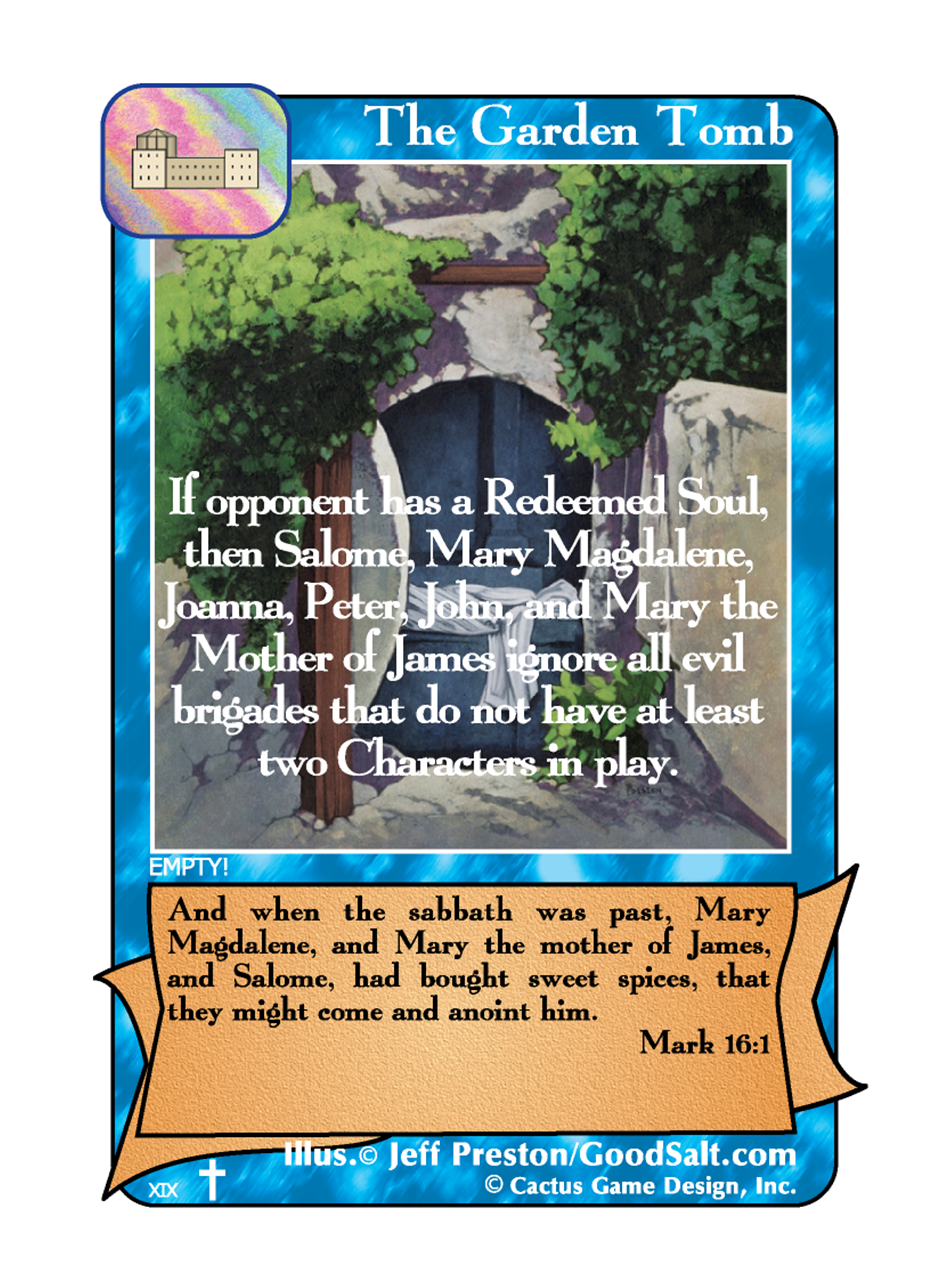 The Garden Tomb
If opponent has a Redeemed Soul,
then Salome, Mary Magdalene,
Joanna, Peter, John, and Mary the
Mother of James ignore all evil
brigades that do not have at least
two Characters in play.
EMPTY!
And when the sabbath was past, Mary
Magdalene, and Mary the mother of James,
and Salome, had bought sweet spices, that
they might come and anoint him.
Mark 16:1
Illus.© Jeff Preston/GoodSalt.com
XIX
© Cactus Game Design, Inc.